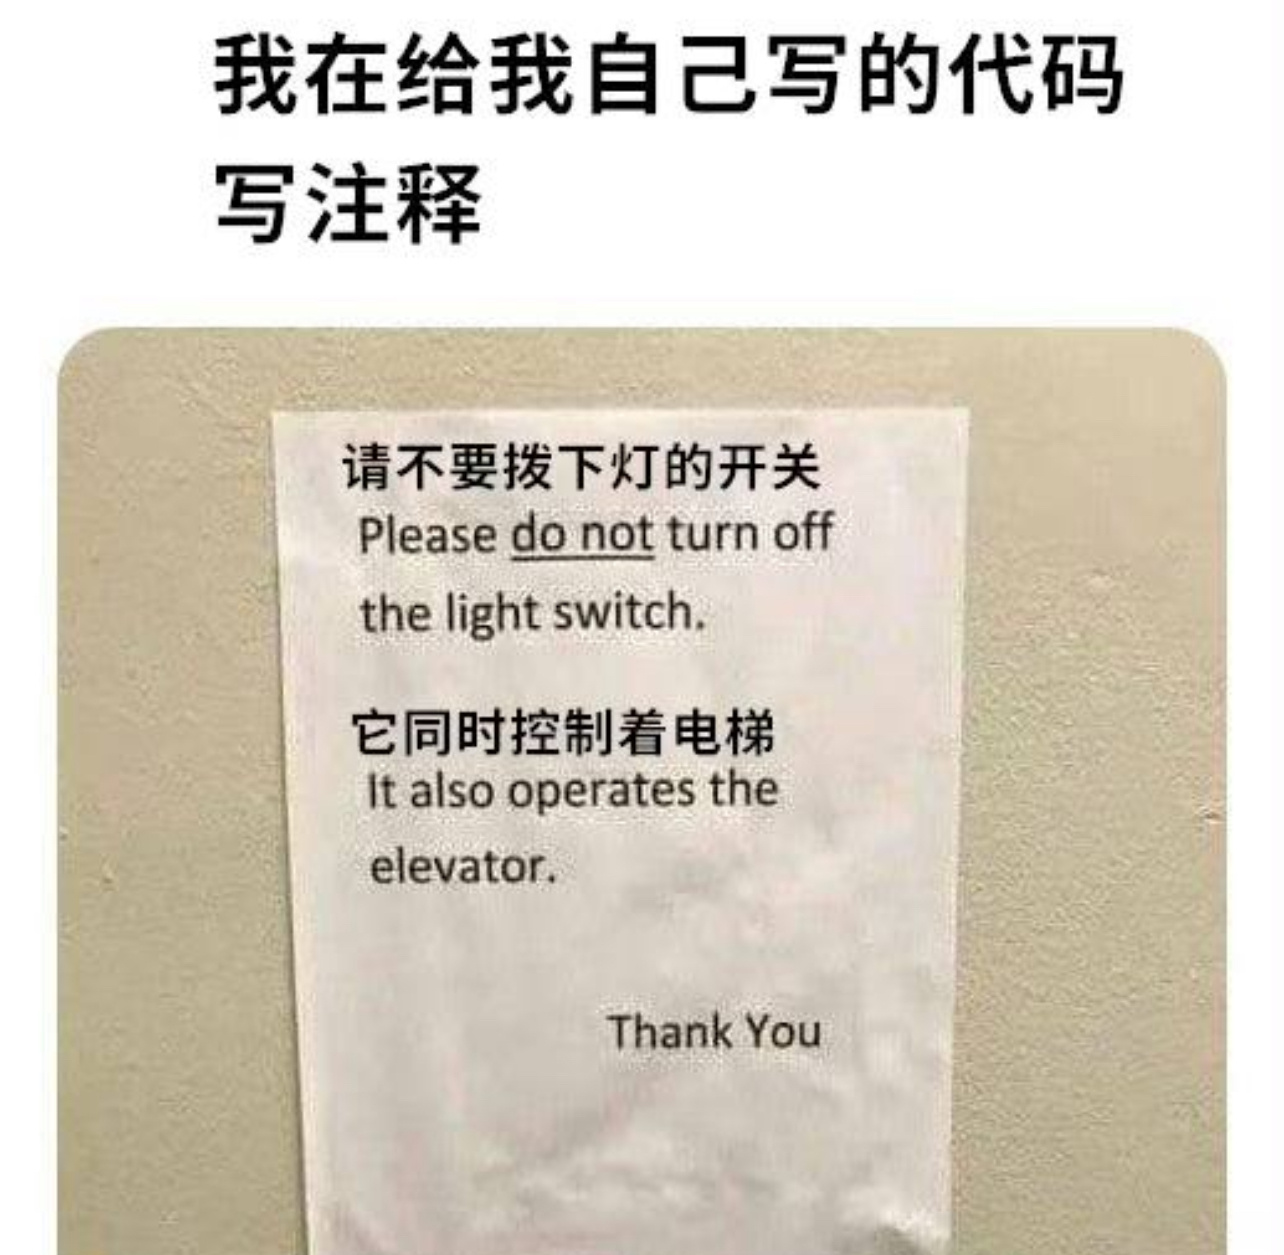 我在给我自己写的代码
写注释
请不要拨下灯的开关
Please do not turn off
the light switch.
它同时控制着电梯
It also operates the
elevator.
Thank You